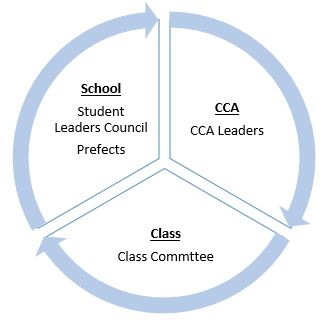 School
Student
Leaders Council
Prefects
CCA
CCA Leaders
Class
Class Commttee